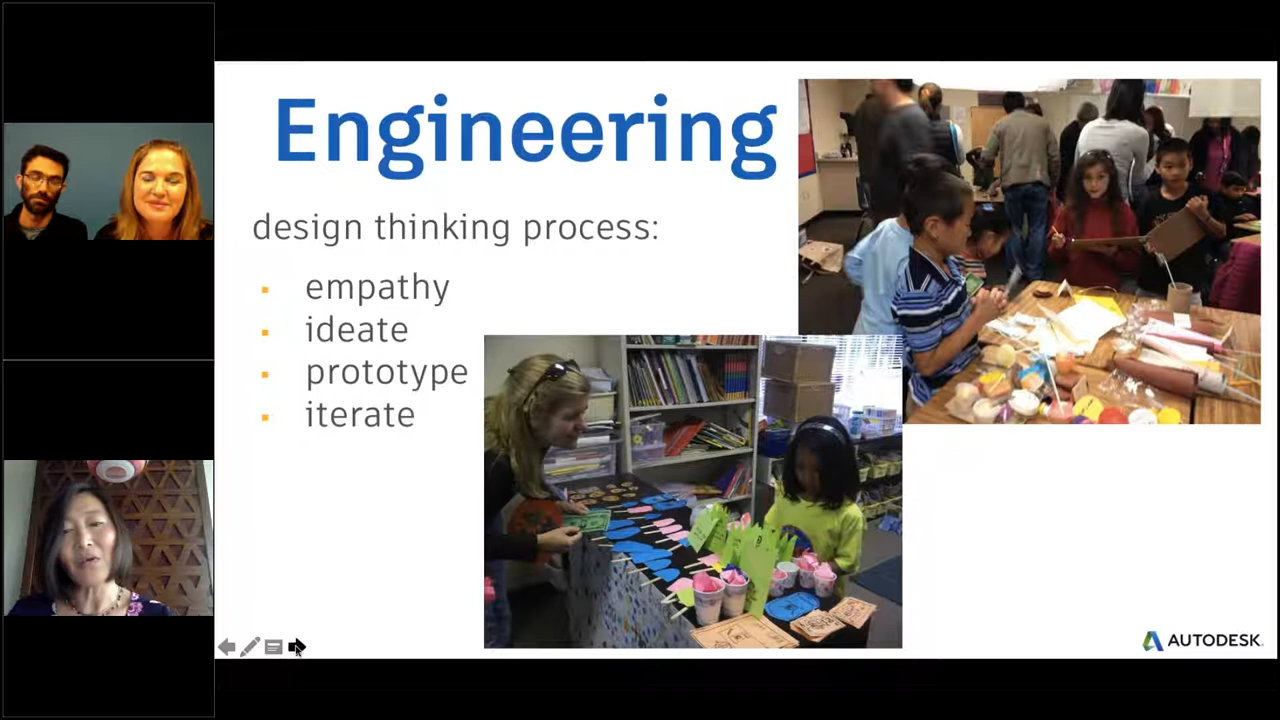 Engineering
design thinking process:
empathy
ideate
prototype
iterate
AUTODESK.